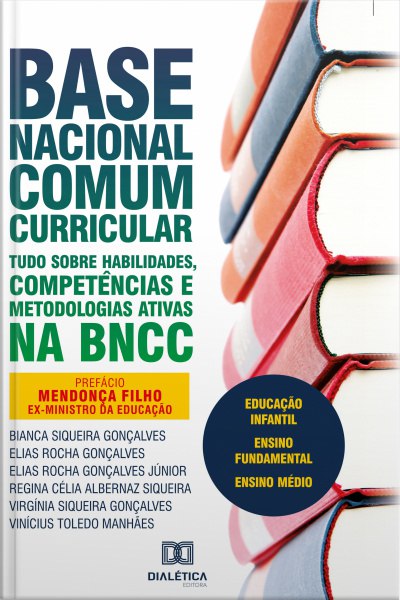 BASE
NACIONAL
COMUM
CURRICULAR
TUDO SOBRE HABILIDADES,
COMPETÊNCIAS E
METODOLOGIAS ATIVAS
NA BNCC
PREFÁCIO
MENDONÇA FILHO
EX-MINISTRO DA EDUCAÇÃO
BIANCA SIQUEIRA GONÇALVES
ELIAS ROCHA GONÇALVES
ELIAS ROCHA GONÇALVES JÚNIOR
REGINA CÉLIA ALBERNAZ SIQUEIRA
VIRGÍNIA SIQUEIRA GONÇALVES
VINÍCIUS TOLEDO MANHÃES
EDUCAÇÃO
INFANTIL
ENSINO
FUNDAMENTAL
ENSINO MÉDIO
DIALÉTICA
EDITORA